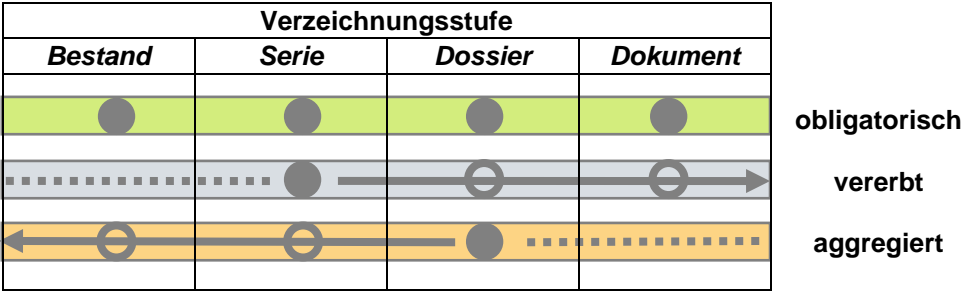 Verzeichnungsstufe
Bestand Serie Dossier Dokument
obligatorisch
vererbt
aggregiert